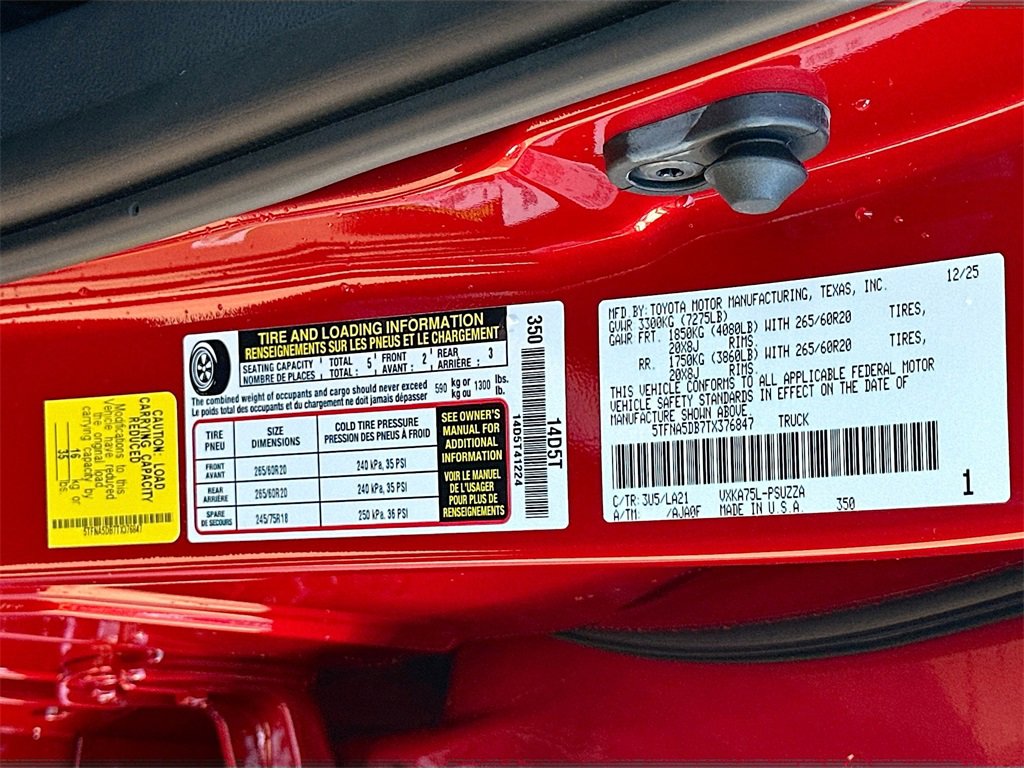 CAUTION: LOAD
CARRYING CAPACITY
REDUCED
Modifications to this
Vehicle have reduced
the original load
carrying capacity by
16 kg or
35 lbs.
5TFNA5DB7TX376847
TIRE AND LOADING INFORMATION
RENSEIGNEMENTS SUR LES PNEUS ET LE CHARGEMENT
SEATING CAPACITY TOTAL : 5 FRONT : 2 REAR : 3
NOMBRE DE PLACES TOTAL : AVANT : ARRIÈRE :
The combined weight of occupants and cargo should never exceed 590 kg or 1300 lbs.
Le poids total des occupants et du chargement ne doit jamais dépasser kg ou lb.
TIRE PNEU SIZE DIMENSIONS COLD TIRE PRESSURE PRESSION DES PNEUS À FROID
FRONT AVANT 265/60R20 240 kPa, 35 PSI
REAR ARRIÈRE 265/60R20 240 kPa, 35 PSI
SPARE DE SECOURS 245/75R18 250 kPa, 36 PSI
SEE OWNER'S
MANUAL FOR
ADDITIONAL
INFORMATION
VOIR LE MANUEL
DE L'USAGER
POUR PLUS DE
RENSEIGNEMENTS
350 14D5T
14D5T41224
MFD BY:TOYOTA MOTOR MANUFACTURING, TEXAS, INC. 12/25
GVWR 3300KG (7275LB)
GAWR FRT. 1850KG (4080LB) WITH 265/60R20 TIRES,
20X8J RIMS.
RR. 1750KG (3860LB) WITH 265/60R20 TIRES,
20X8J RIMS.
THIS VEHICLE CONFORMS TO ALL APPLICABLE FEDERAL MOTOR
VEHICLE SAFETY STANDARDS IN EFFECT ON THE DATE OF
MANUFACTURE SHOWN ABOVE.
5TFNA5DB7TX376847 TRUCK
C/TR:3U5/LA21 VXKA75L-PSUZZA 1
A/TM: /AJA0F MADE IN U.S.A. 350